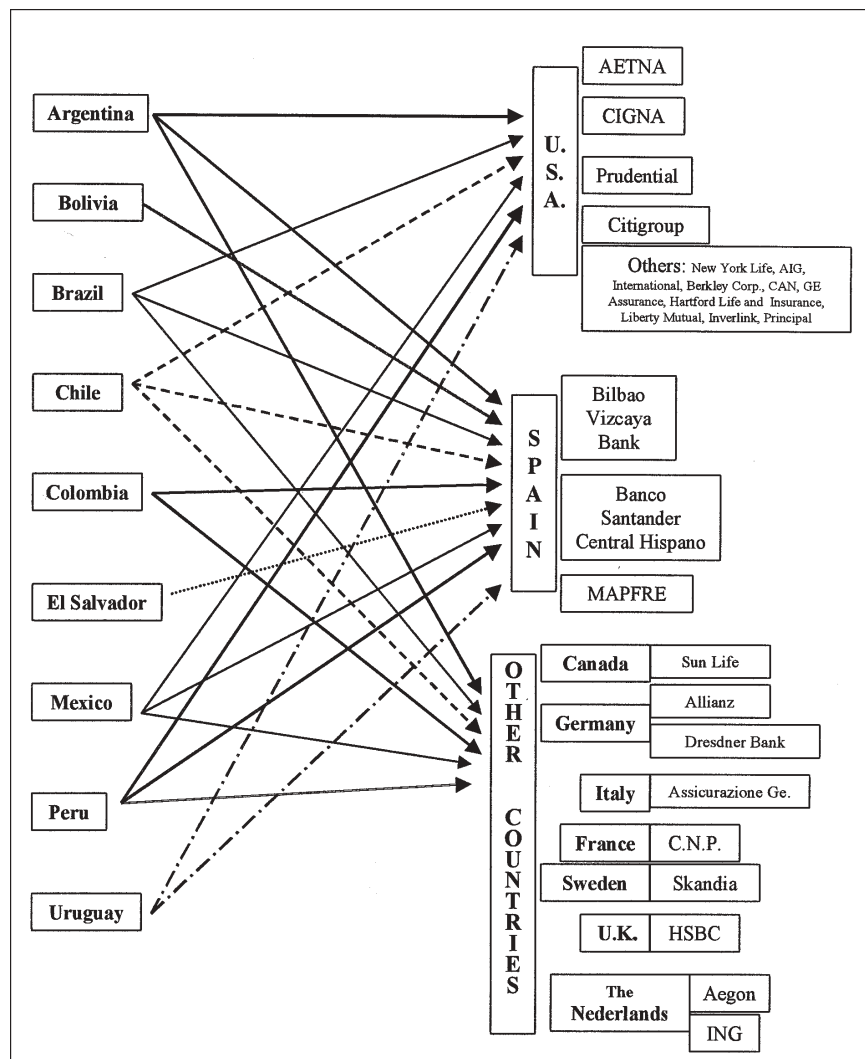 Argentina
Bolivia
Brazil
Chile
Colombia
El Salvador
Mexico
Peru
Uruguay
U.
S.
A.
AETNA
CIGNA
Prudential
Citigroup
Others: New York Life, AIG,
International, Berkley Corp., CAN, GE
Assurance, Hartford Life and Insurance,
Liberty Mutual, Inverlink, Principal
SPAIN
Bilbao
Vizcaya
Bank
Banco
Santander
Central Hispano
MAPFRE
OTHER COUNTRIES
Canada Sun Life
Germany Allianz
Dresdner Bank
Italy Assicurazione Ge.
France C.N.P.
Sweden Skandia
U.K. HSBC
The
Nederlands
Aegon
ING